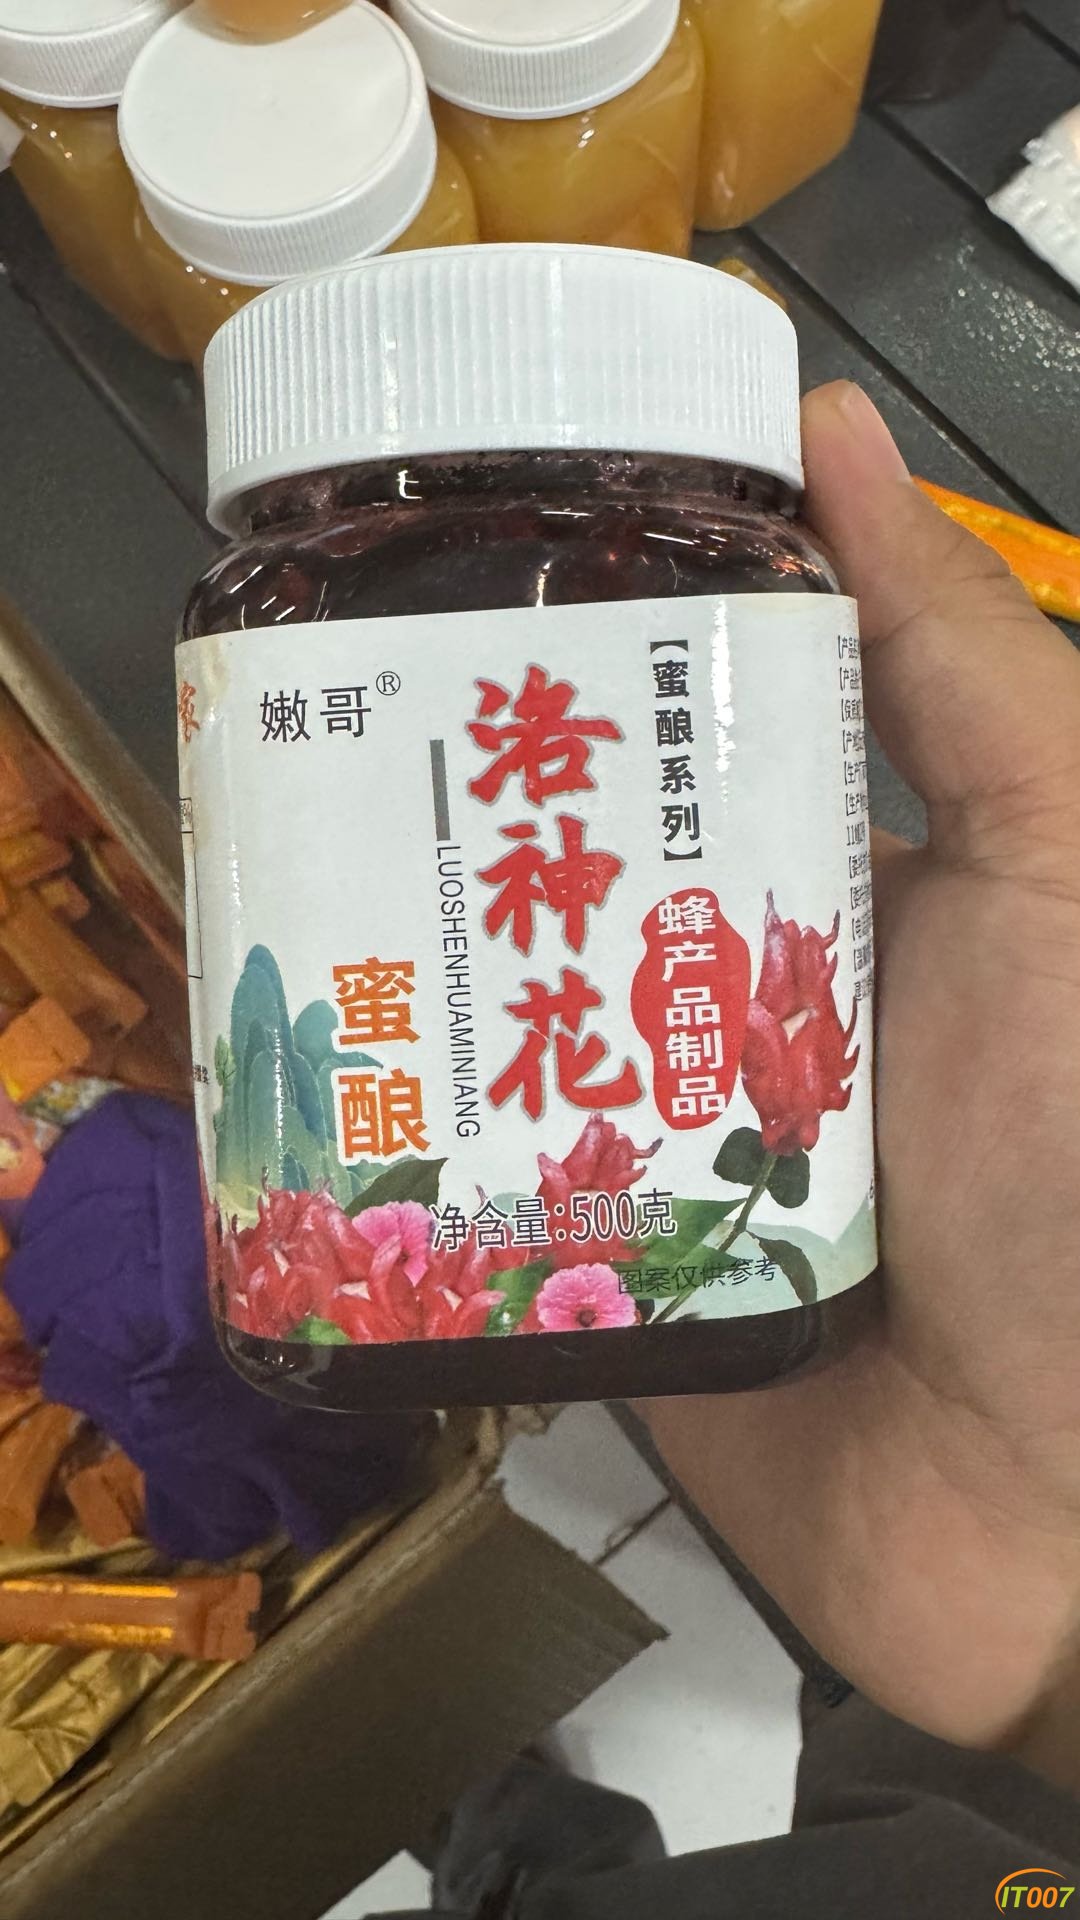 嫩哥®
洛神花
LUOSHENHUAMINIANG
蜜酿
【蜜酿系列】
蜂产品制品
净含量:500克
图案仅供参考
IT007